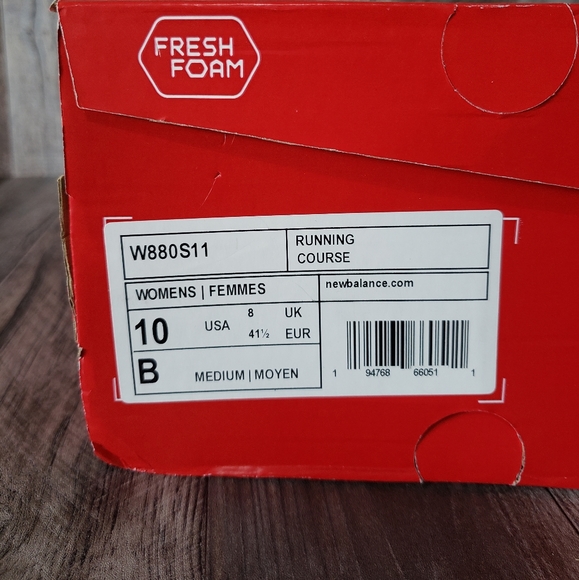 FRESH
FOAM
W880S11
RUNNING
COURSE
WOMENS | FEMMES
newbalance.com
10 USA 8 UK
41½ EUR
B MEDIUM | MOYEN
1 94768 66051 1